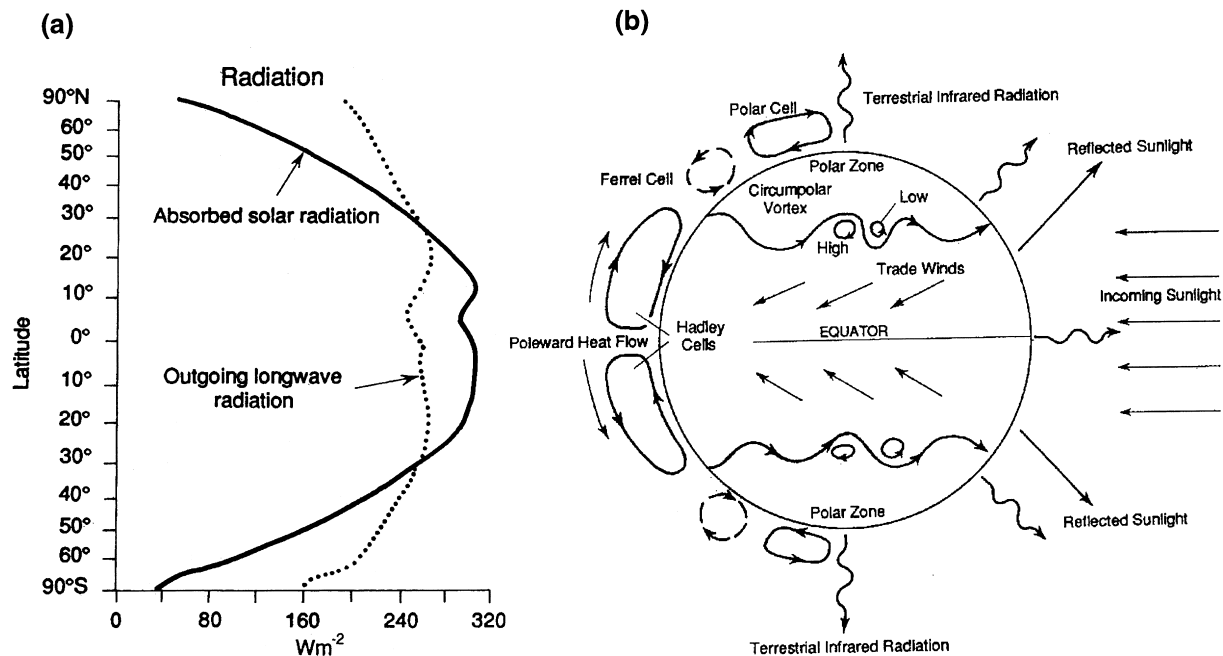 (a)
Radiation
90°N
60°
50°
40°
30°
20°
10°
0°
10°
20°
30°
40°
50°
60°
90°S
Latitude
Absorbed solar radiation
Outgoing longwave
radiation
0
80
160
240
320
Wm-2
(b)
Terrestrial Infrared Radiation
Polar Cell
Reflected Sunlight
Polar Zone
Ferrel Cell
Circumpolar
Vortex
Low
High
Trade Winds
Incoming Sunlight
EQUATOR
Hadley
Cells
Poleward Heat Flow
Polar Zone
Reflected Sunlight
Terrestrial Infrared Radiation